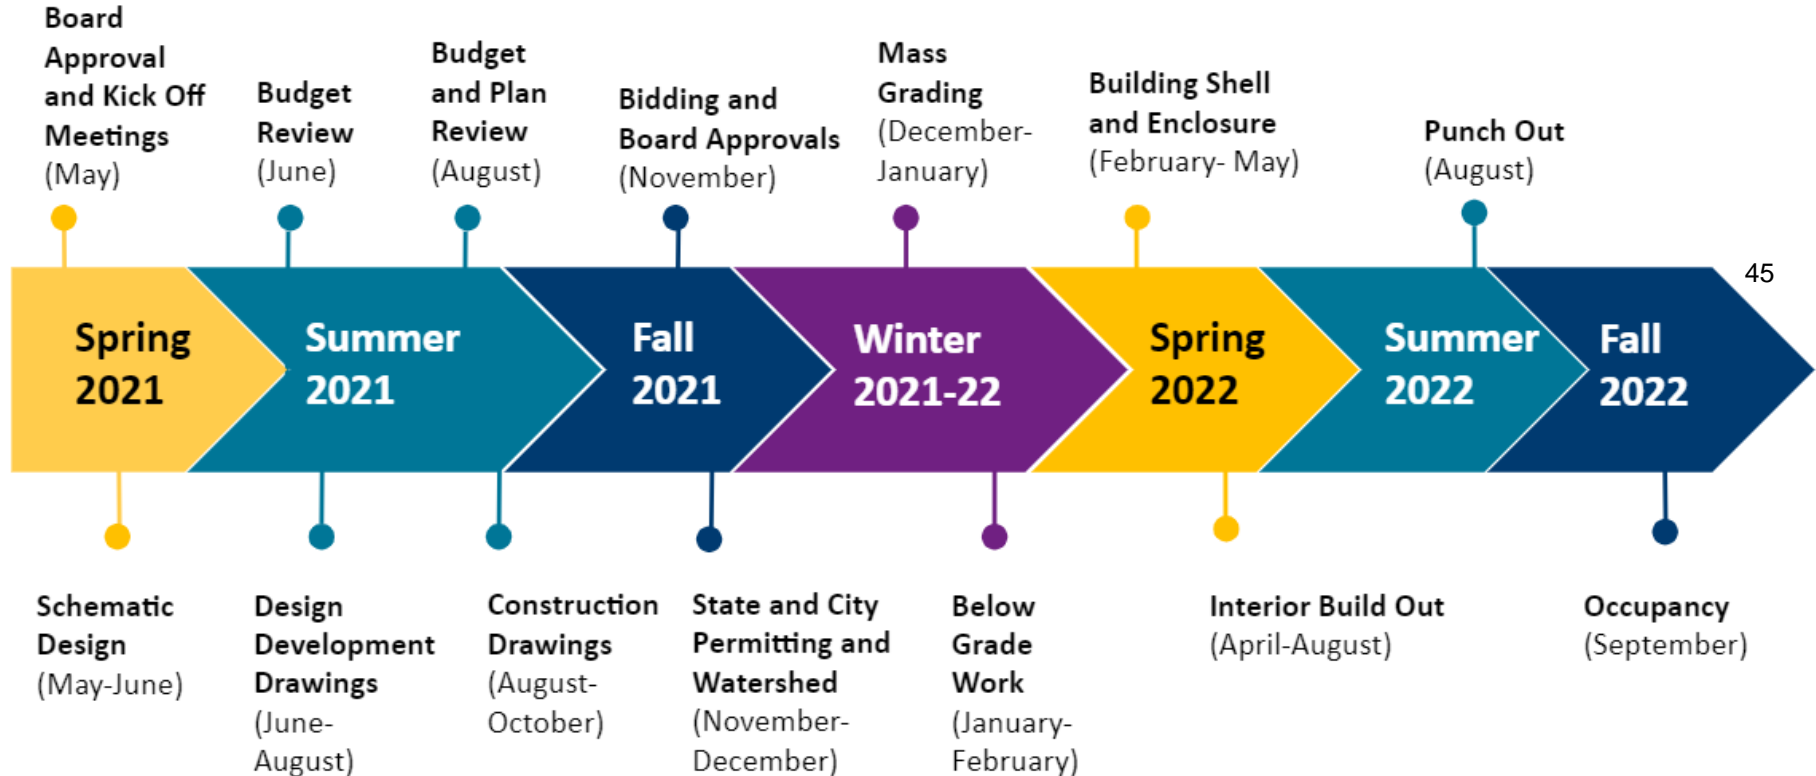 Board
Approval
and Kick Off
Meetings
(May)
Budget
Review
(June)
Budget
and Plan
Review
(August)
Bidding and
Board Approvals
(November)
Mass
Grading
(December-
January)
Building Shell
and Enclosure
(February- May)
Punch Out
(August)
45
Spring
2021
Summer
2021
Fall
2021
Winter
2021-22
Spring
2022
Summer
2022
Fall
2022
Schematic
Design
(May-June)
Design
Development
Drawings
(June-
August)
Construction
Drawings
(August-
October)
State and City
Permitting and
Watershed
(November-
December)
Below
Grade
Work
(January-
February)
Interior Build Out
(April-August)
Occupancy
(September)